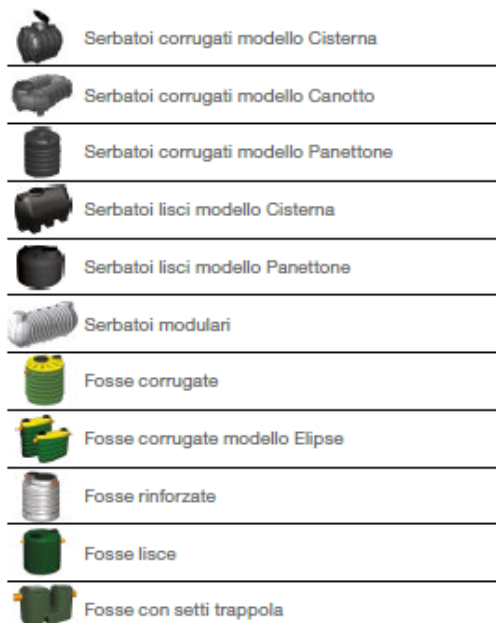 Serbatoi corrugati modello Cisterna
Serbatoi corrugati modello Canotto
Serbatoi corrugati modello Panettone
Serbatoi lisci modello Cisterna
Serbatoi lisci modello Panettone
Serbatoi modulari
Fosse corrugate
Fosse corrugate modello Elipse
Fosse rinforzate
Fosse lisce
Fosse con setti trappola